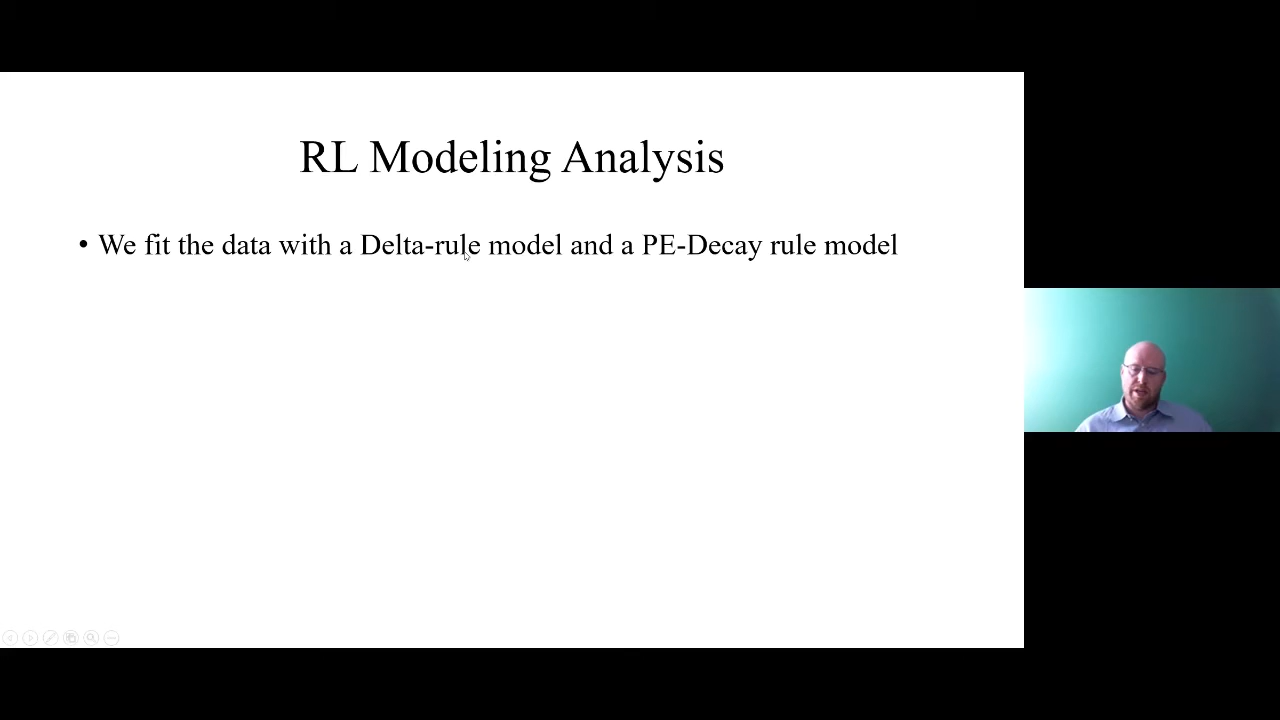 RL Modeling Analysis
• We fit the data with a Delta-rule model and a PE-Decay rule model